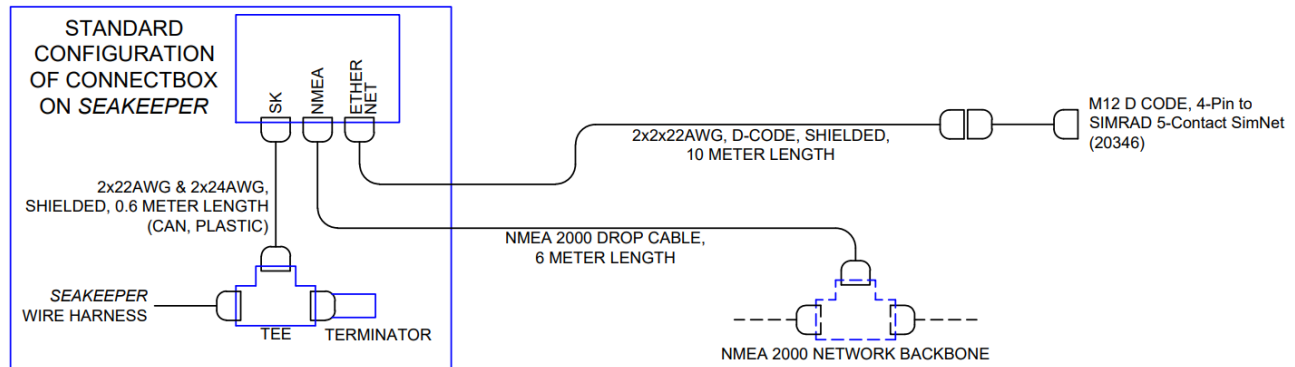 STANDARD
CONFIGURATION
OF CONNECTBOX
ON SEAKEEPER
SK
NMEA
ETHER
NET
2x22AWG & 2x24AWG,
SHIELDED, 0.6 METER LENGTH
(CAN, PLASTIC)
SEAKEEPER
WIRE HARNESS
TEE
TERMINATOR
2x2x22AWG, D-CODE, SHIELDED,
10 METER LENGTH
M12 D CODE, 4-Pin to
SIMRAD 5-Contact SimNet
(20346)
NMEA 2000 DROP CABLE,
6 METER LENGTH
NMEA 2000 NETWORK BACKBONE